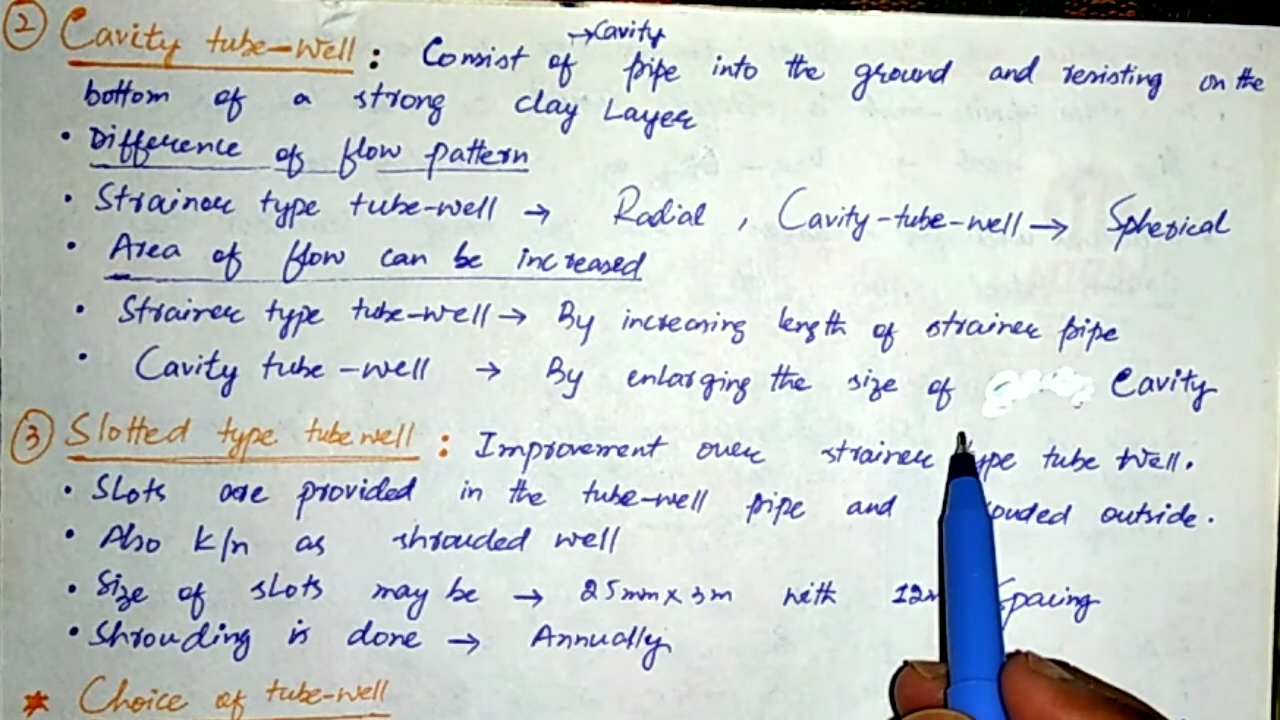 ② Cavity tube-well : Consist of →Cavity pipe into the ground and resisting on the
bottom of a strong clay Layer
• Difference of flow pattern
• Strainer type tube-well → Radial , Cavity-tube-well → Spherical
• Area of flow can be increased
• Strainer type tube-well → By increasing length of strainer pipe
• Cavity tube-well → By enlarging the size of Cavity
③ Slotted type tubewell : Improvement over strainer type tube well.
• Slots are provided in the tube-well pipe and outside.
• Also k/n as shrouded well
• Size of slots may be → 25mm x 3m with Spacing
• Shrouding is done → Annually
* Choice of tube-well